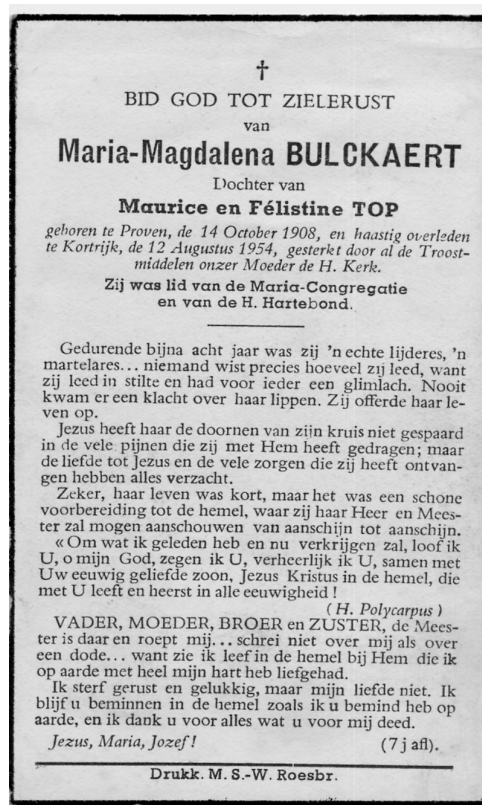 †
BID GOD TOT ZIELERUST
van
Maria-Magdalena BULCKAERT
Dochter van
Maurice en Félistine TOP
geboren te Proven, de 14 October 1908, en haastig overleden
te Kortrijk, de 12 Augustus 1954, gesterkt door al de Troost-
middelen onzer Moeder de H. Kerk.
Zij was lid van de Maria-Congregatie
en van de H. Hartebond.
Gedurende bijna acht jaar was zij 'n echte lijderes, 'n
martelares... niemand wist precies hoeveel zij leed, want
zij leed in stilte en had voor ieder een glimlach. Nooit
kwam er een klacht over haar lippen. Zij offerde haar le-
ven op.
Jezus heeft haar de doornen van zijn kruis niet gespaard
in de vele pijnen die zij met Hem heeft gedragen; maar
de liefde tot Jezus en de vele zorgen die zij heeft ontvan-
gen hebben alles verzacht.
Zeker, haar leven was kort, maar het was een schone
voorbereiding tot de hemel, waar zij haar Heer en Mees-
ter zal mogen aanschouwen van aanschijn tot aanschijn.
«Om wat ik geleden heb en nu verkrijgen zal, loof ik
U, o mijn God, zegen ik U, verheerlijk ik U, samen met
Uw eeuwig geliefde zoon, Jezus Kristus in de hemel, die
met U leeft en heerst in alle eeuwigheid !
(H. Polycarpus)
VADER, MOEDER, BROER en ZUSTER, de Mees-
ter is daar en roept mij... schrei niet over mij als over
een dode... want zie ik leef in de hemel bij Hem die ik
op aarde met heel mijn hart heb liefgehad.
Ik sterf gerust en gelukkig, maar mijn liefde niet. Ik
blijf u beminnen in de hemel zoals ik u bemind heb op
aarde, en ik dank u voor alles wat u voor mij deed.
Jezus, Maria, Jozef! (7 j afl).
Drukk. M. S.-W. Roesbr.